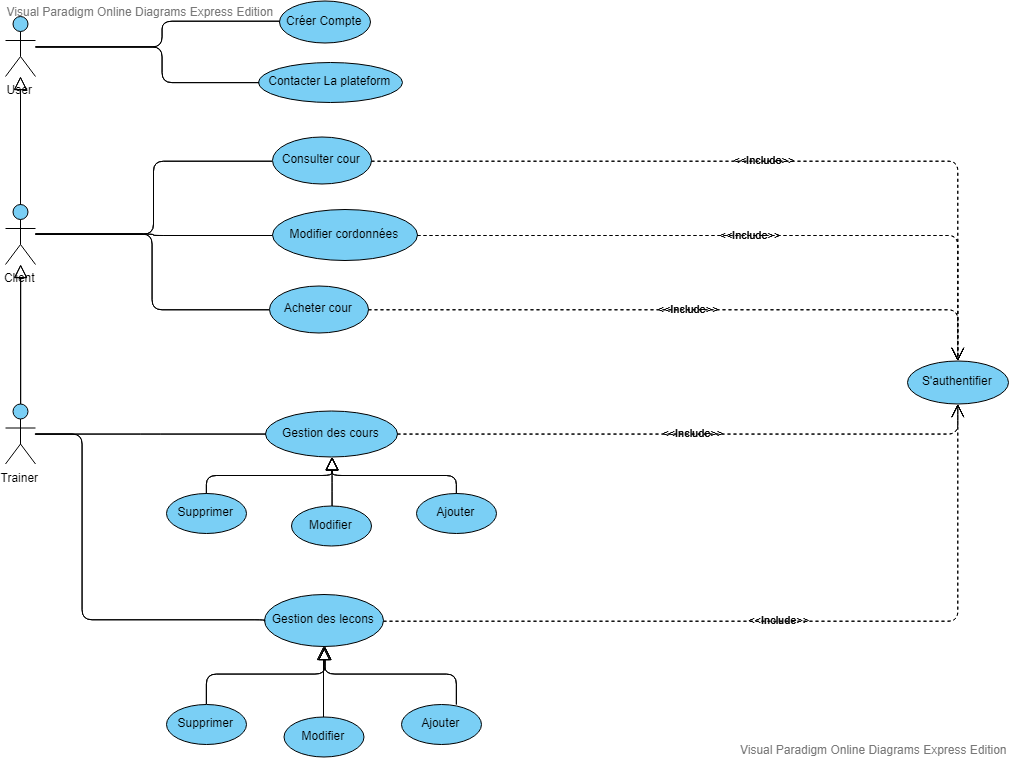 Visual Paradigm Online Diagrams Express Edition
Créer Compte
User
Contacter La plateform
Consulter cour
<<Include>>
Modifier cordonnées
<<Include>>
Client
Acheter cour
<<Include>>
S'authentifier
Trainer
Gestion des cours
<<Include>>
Supprimer
Modifier
Ajouter
Gestion des lecons
<<Include>>
Supprimer
Modifier
Ajouter
Visual Paradigm Online Diagrams Express Edition